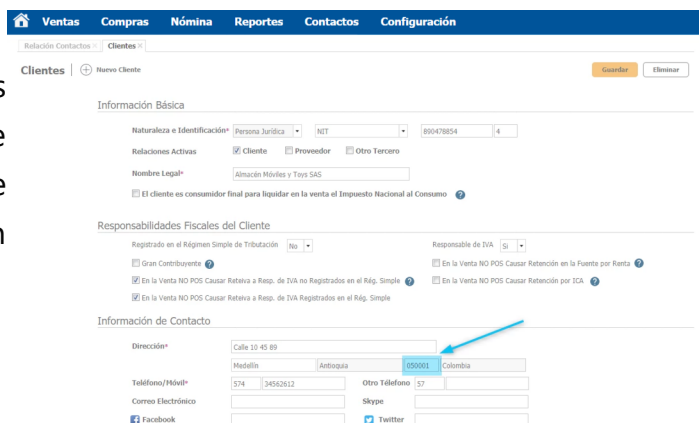 Ventas Compras Nómina Reportes Contactos Configuración
Relación Contactos × Clientes ×
Clientes Nuevo Cliente Guardar Eliminar
Información Básica
Naturaleza e Identificación* Persona Jurídica NIT 890478854 4
Relaciones Activas Cliente Proveedor Otro Tercero
Nombre Legal* Almacén Móviles y Toys SAS
El cliente es consumidor final para liquidar en la venta el Impuesto Nacional al Consumo ?
Responsabilidades Fiscales del Cliente
Registrado en el Régimen Simple de Tributación No Responsable de IVA Si
Gran Contribuyente ? En la Venta NO POS Causar Retención en la Fuente por Renta ?
En la Venta NO POS Causar Reteiva a Resp. de IVA no Registrados en el Rég. Simple ? En la Venta NO POS Causar Retención por ICA ?
En la Venta NO POS Causar Reteiva a Resp. de IVA Registrados en el Rég. Simple
Información de Contacto
Dirección* Calle 10 45 89
Medellín Antioquia 050001 Colombia
Teléfono/Móvil* 574 34562612 Otro Télefono 57
Correo Electrónico Skype
Facebook Twitter